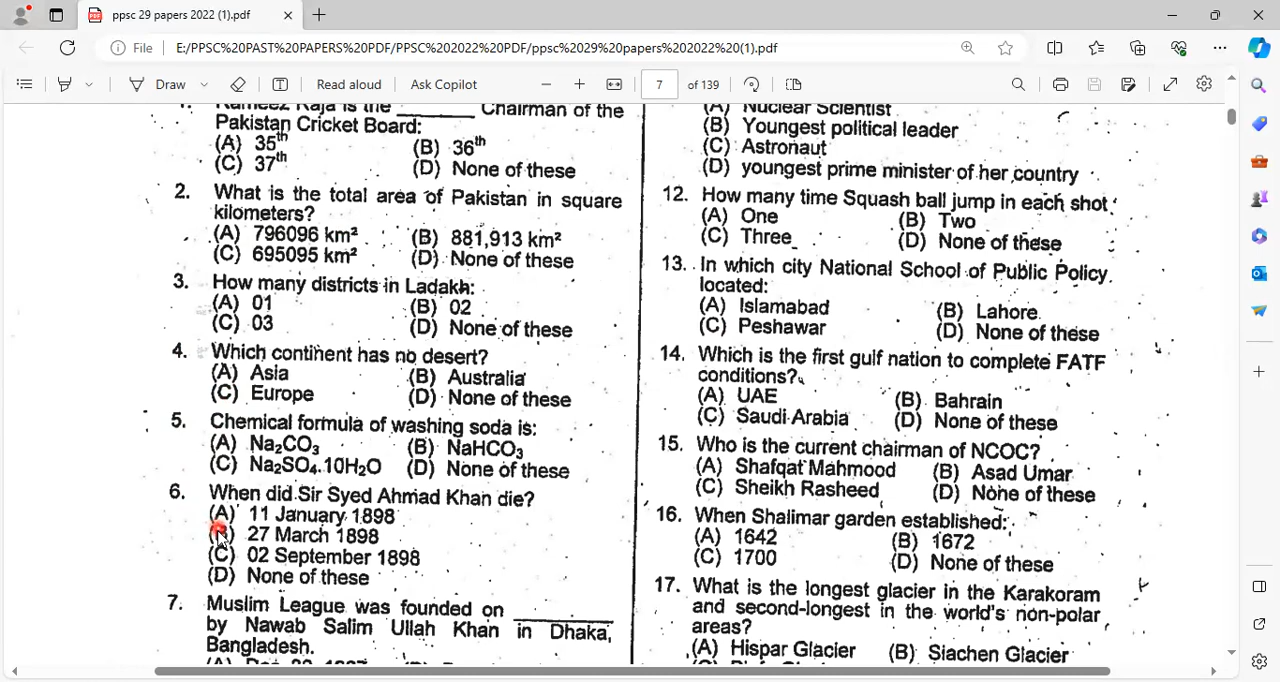 ppsc 29 papers 2022 (1).pdf
File E:/PPSC%20PAST%20PAPERS%20PDF/PPSC%202022%20PDF/ppsc%2029%20papers%202022%20(1).pdf
Draw Read aloud Ask Copilot 7 of 139
1. Rameez Raja is the ________ Chairman of the
Pakistan Cricket Board:
(A) 35th (B) 36th
(C) 37th (D) None of these
2. What is the total area of Pakistan in square
kilometers?
(A) 796096 km² (B) 881,913 km²
(C) 695095 km² (D) None of these
3. How many districts in Ladakh:
(A) 01 (B) 02
(C) 03 (D) None of these
4. Which continent has no desert?
(A) Asia (B) Australia
(C) Europe (D) None of these
5. Chemical formula of washing soda is:
(A) Na₂CO₃ (B) NaHCO₃
(C) Na₂SO₄.10H₂O (D) None of these
6. When did Sir Syed Ahmad Khan die?
(A) 11 January 1898
(B) 27 March 1898
(C) 02 September 1898
(D) None of these
7. Muslim League was founded on ________
by Nawab Salim Ullah Khan in Dhaka,
Bangladesh.
(A) Nuclear Scientist
(B) Youngest political leader
(C) Astronaut
(D) youngest prime minister of her country
12. How many time Squash ball jump in each shot:
(A) One (B) Two
(C) Three (D) None of these
13. In which city National School of Public Policy
located:
(A) Islamabad (B) Lahore
(C) Peshawar (D) None of these
14. Which is the first gulf nation to complete FATF
conditions?
(A) UAE (B) Bahrain
(C) Saudi Arabia (D) None of these
15. Who is the current chairman of NCOC?
(A) Shafqat Mahmood (B) Asad Umar
(C) Sheikh Rasheed (D) None of these
16. When Shalimar garden established:
(A) 1642 (B) 1672
(C) 1700 (D) None of these
17. What is the longest glacier in the Karakoram
and second-longest in the world's non-polar
areas?
(A) Hispar Glacier (B) Siachen Glacier